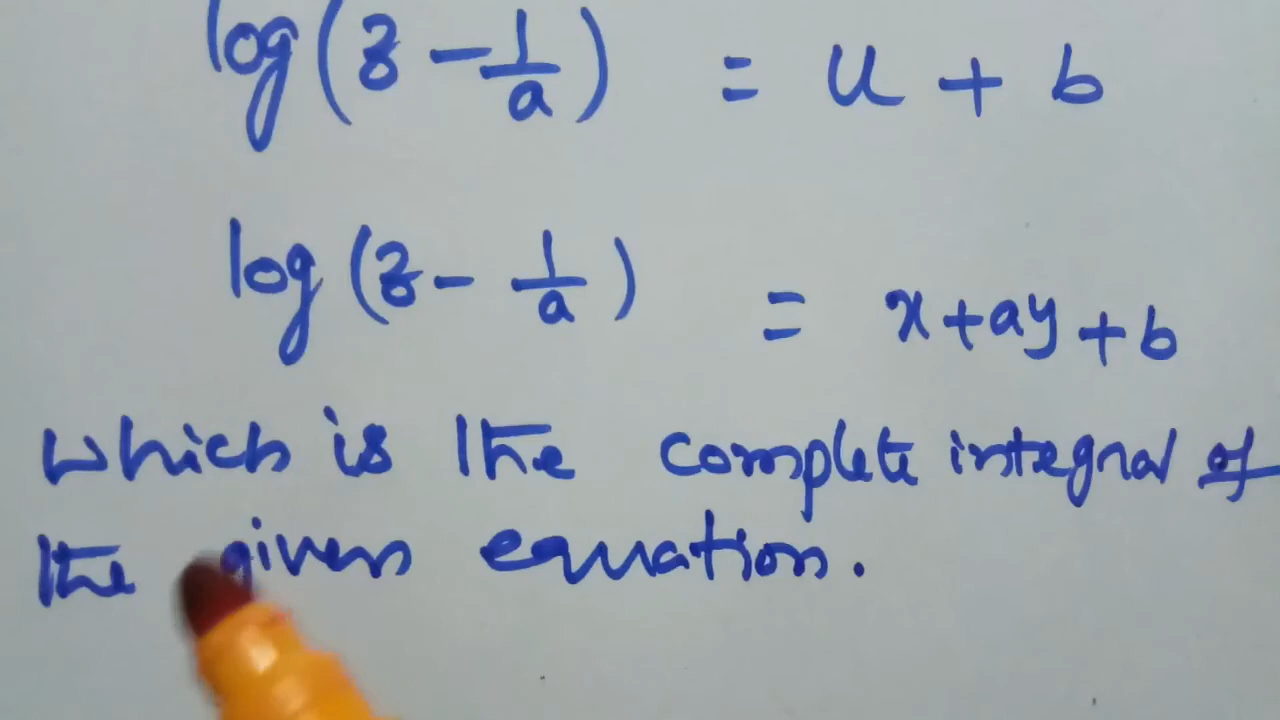 log(z - 1/a) = u + b
log(z - 1/a) = x+ay+b
which is the complete integral of
the given equation.